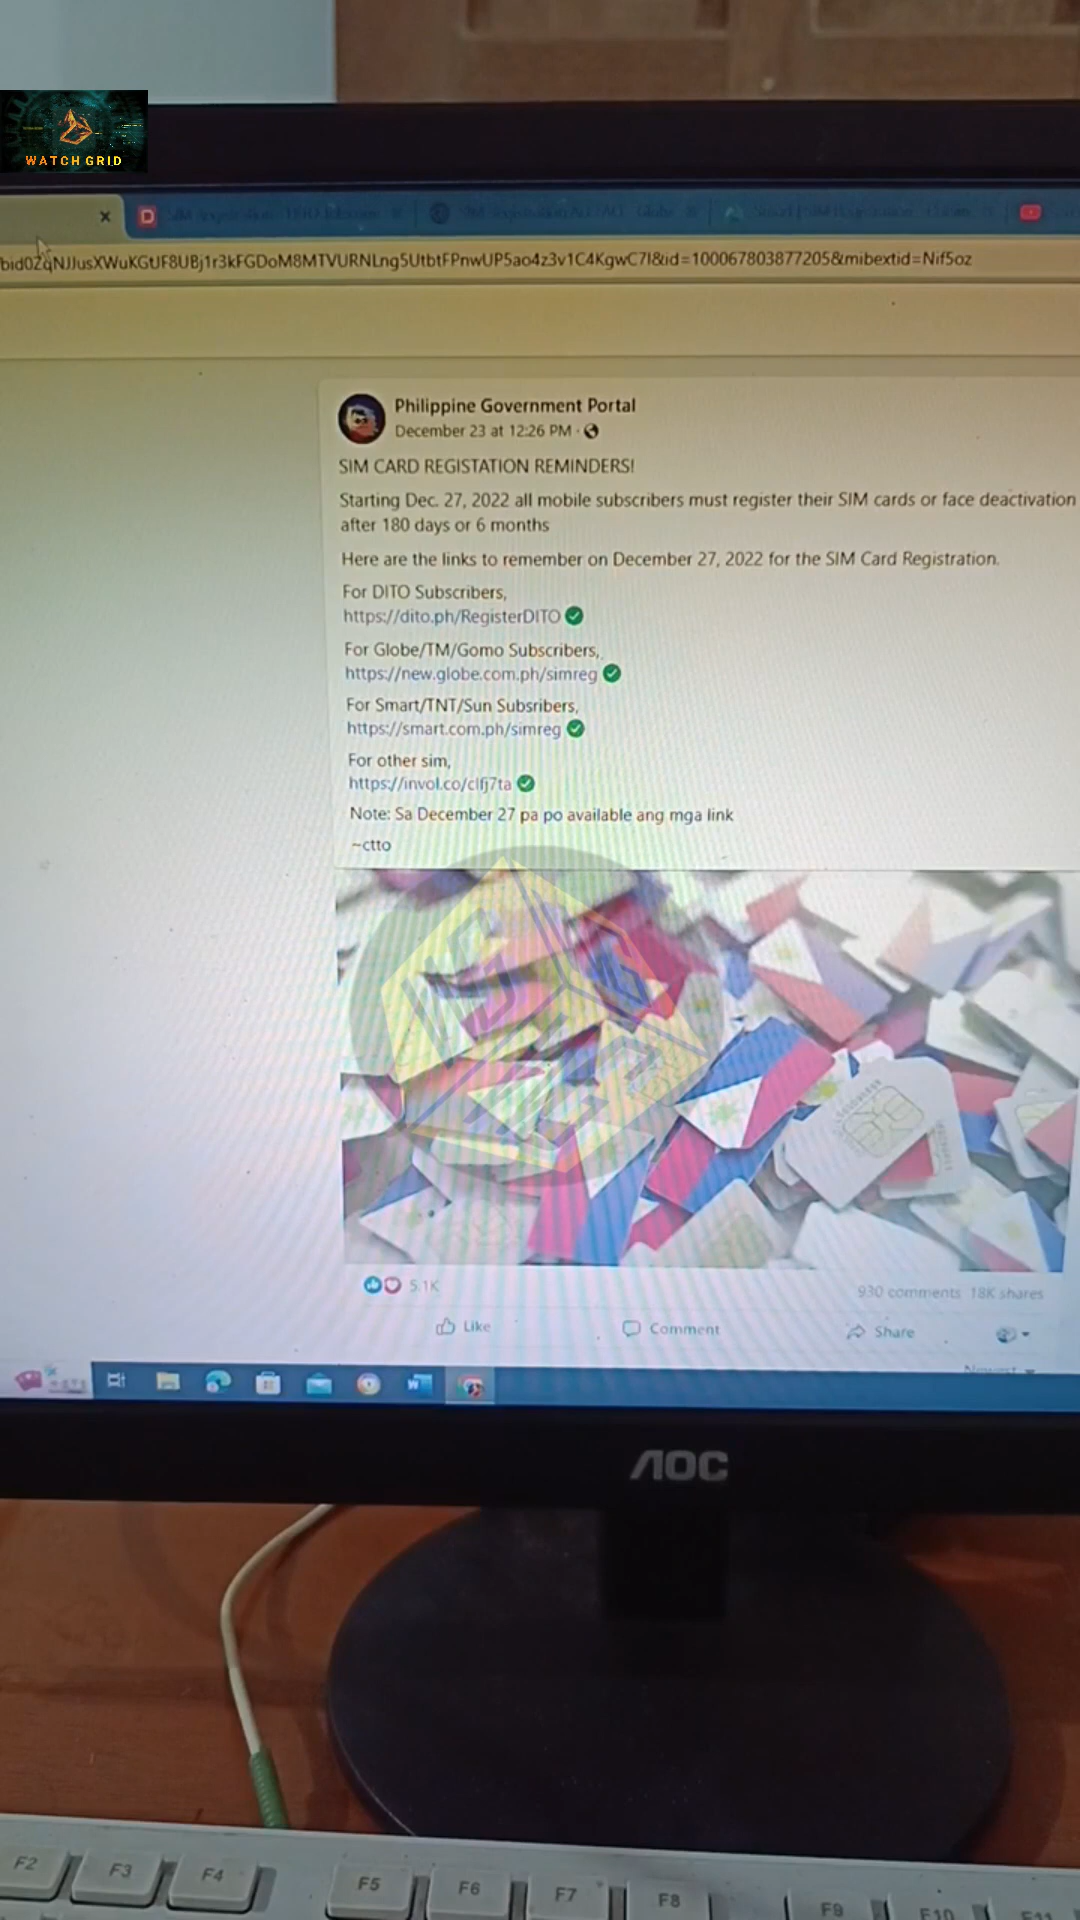 WATCH GRID
bid0ZqNJJusXWuKGtJF8UBj1r3kFGDoM8MTVURNLng5UtbtFPnwUP5ao4z3v1C4KgwC7l&id=100067803877205&mibextid=Nif5oz
Philippine Government Portal
December 23 at 12:26 PM ·
SIM CARD REGISTATION REMINDERS!
Starting Dec. 27, 2022 all mobile subscribers must register their SIM cards or face deactivation
after 180 days or 6 months
Here are the links to remember on December 27, 2022 for the SIM Card Registration.
For DITO Subscribers,
https://dito.ph/RegisterDITO
For Globe/TM/Gomo Subscribers,
https://new.globe.com.ph/simreg
For Smart/TNT/Sun Subsribers,
https://smart.com.ph/simreg
For other sim,
https://invol.co/clfj7ta
Note: Sa December 27 pa po available ang mga link
~ctto
5.1K
930 comments 18K shares
Like
Comment
Share
Newest
AOC
F2
F3
F4
F5
F6
F7
F8
F9
F10
F11